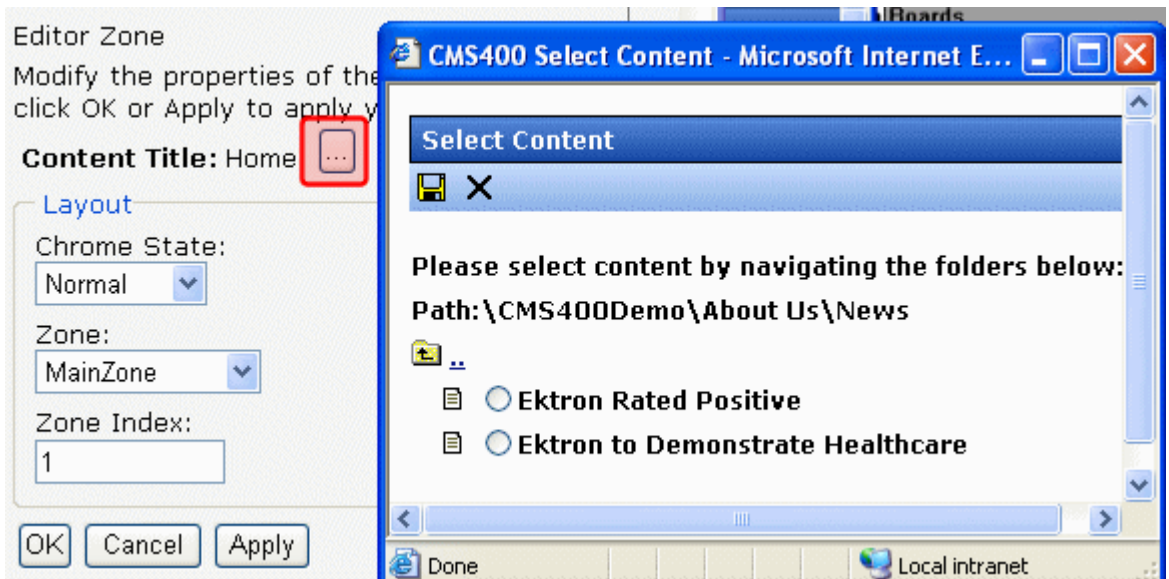 Editor Zone
Modify the properties of the
click OK or Apply to apply y
Content Title: Home ...
Layout
Chrome State:
Normal
Zone:
MainZone
Zone Index:
1
OK Cancel Apply
Boards
CMS400 Select Content - Microsoft Internet E...
Select Content
Please select content by navigating the folders below:
Path:\CMS400Demo\About Us\News
..
Ektron Rated Positive
Ektron to Demonstrate Healthcare
Done
Local intranet